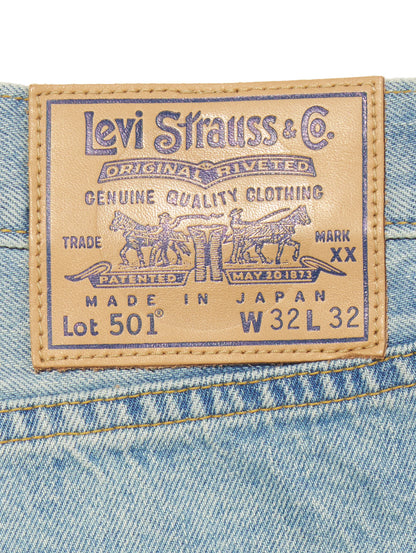 Levi Strauss & Co.
ORIGINAL RIVETED
GENUINE QUALITY CLOTHING
TRADE MARK
XX
PATENTED MAY 20 1873
MADE IN JAPAN
Lot 501® W 32 L 32